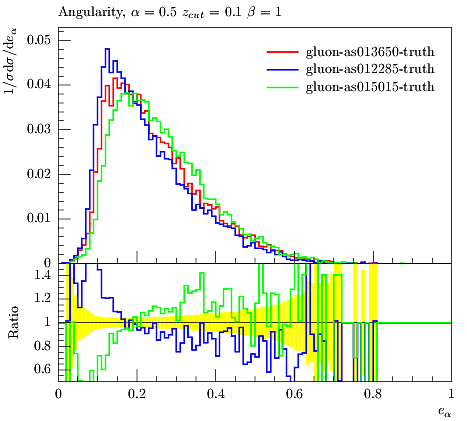 Angularity, α = 0.5 z_cut = 0.1 β = 1
1/σ dσ/de_α
0.05
0.04
0.03
0.02
0.01
0
gluon-as013650-truth
gluon-as012285-truth
gluon-as015015-truth
Ratio
1.4
1.2
1
0.8
0.6
0 0.2 0.4 0.6 0.8 1
e_α